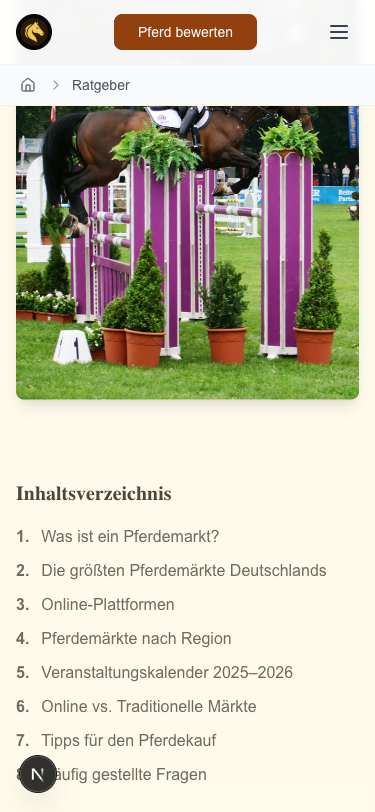 Pferd bewerten
Ratgeber
1
Inhaltsverzeichnis
1. Was ist ein Pferdemarkt?
2. Die größten Pferdemärkte Deutschlands
3. Online-Plattformen
4. Pferdemärkte nach Region
5. Veranstaltungskalender 2025–2026
6. Online vs. Traditionelle Märkte
7. Tipps für den Pferdekauf
N
äufig gestellte Fragen